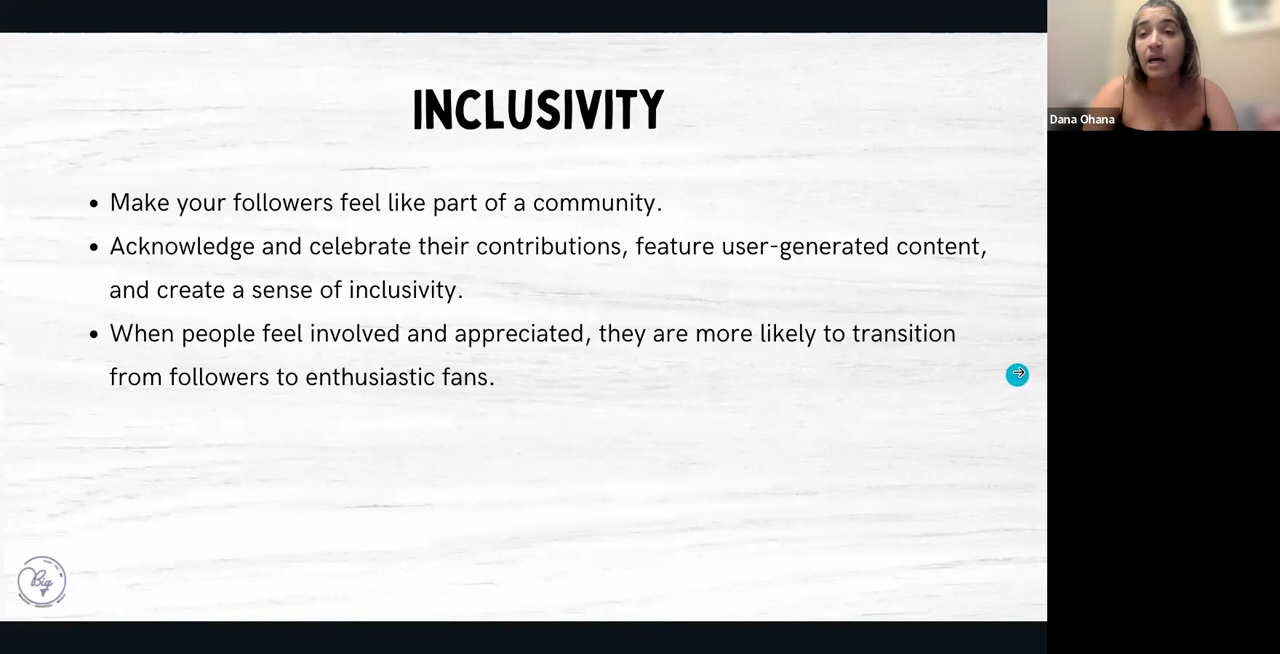 INCLUSIVITY
• Make your followers feel like part of a community.
• Acknowledge and celebrate their contributions, feature user-generated content,
and create a sense of inclusivity.
• When people feel involved and appreciated, they are more likely to transition
from followers to enthusiastic fans.
Dana Ohana
Big